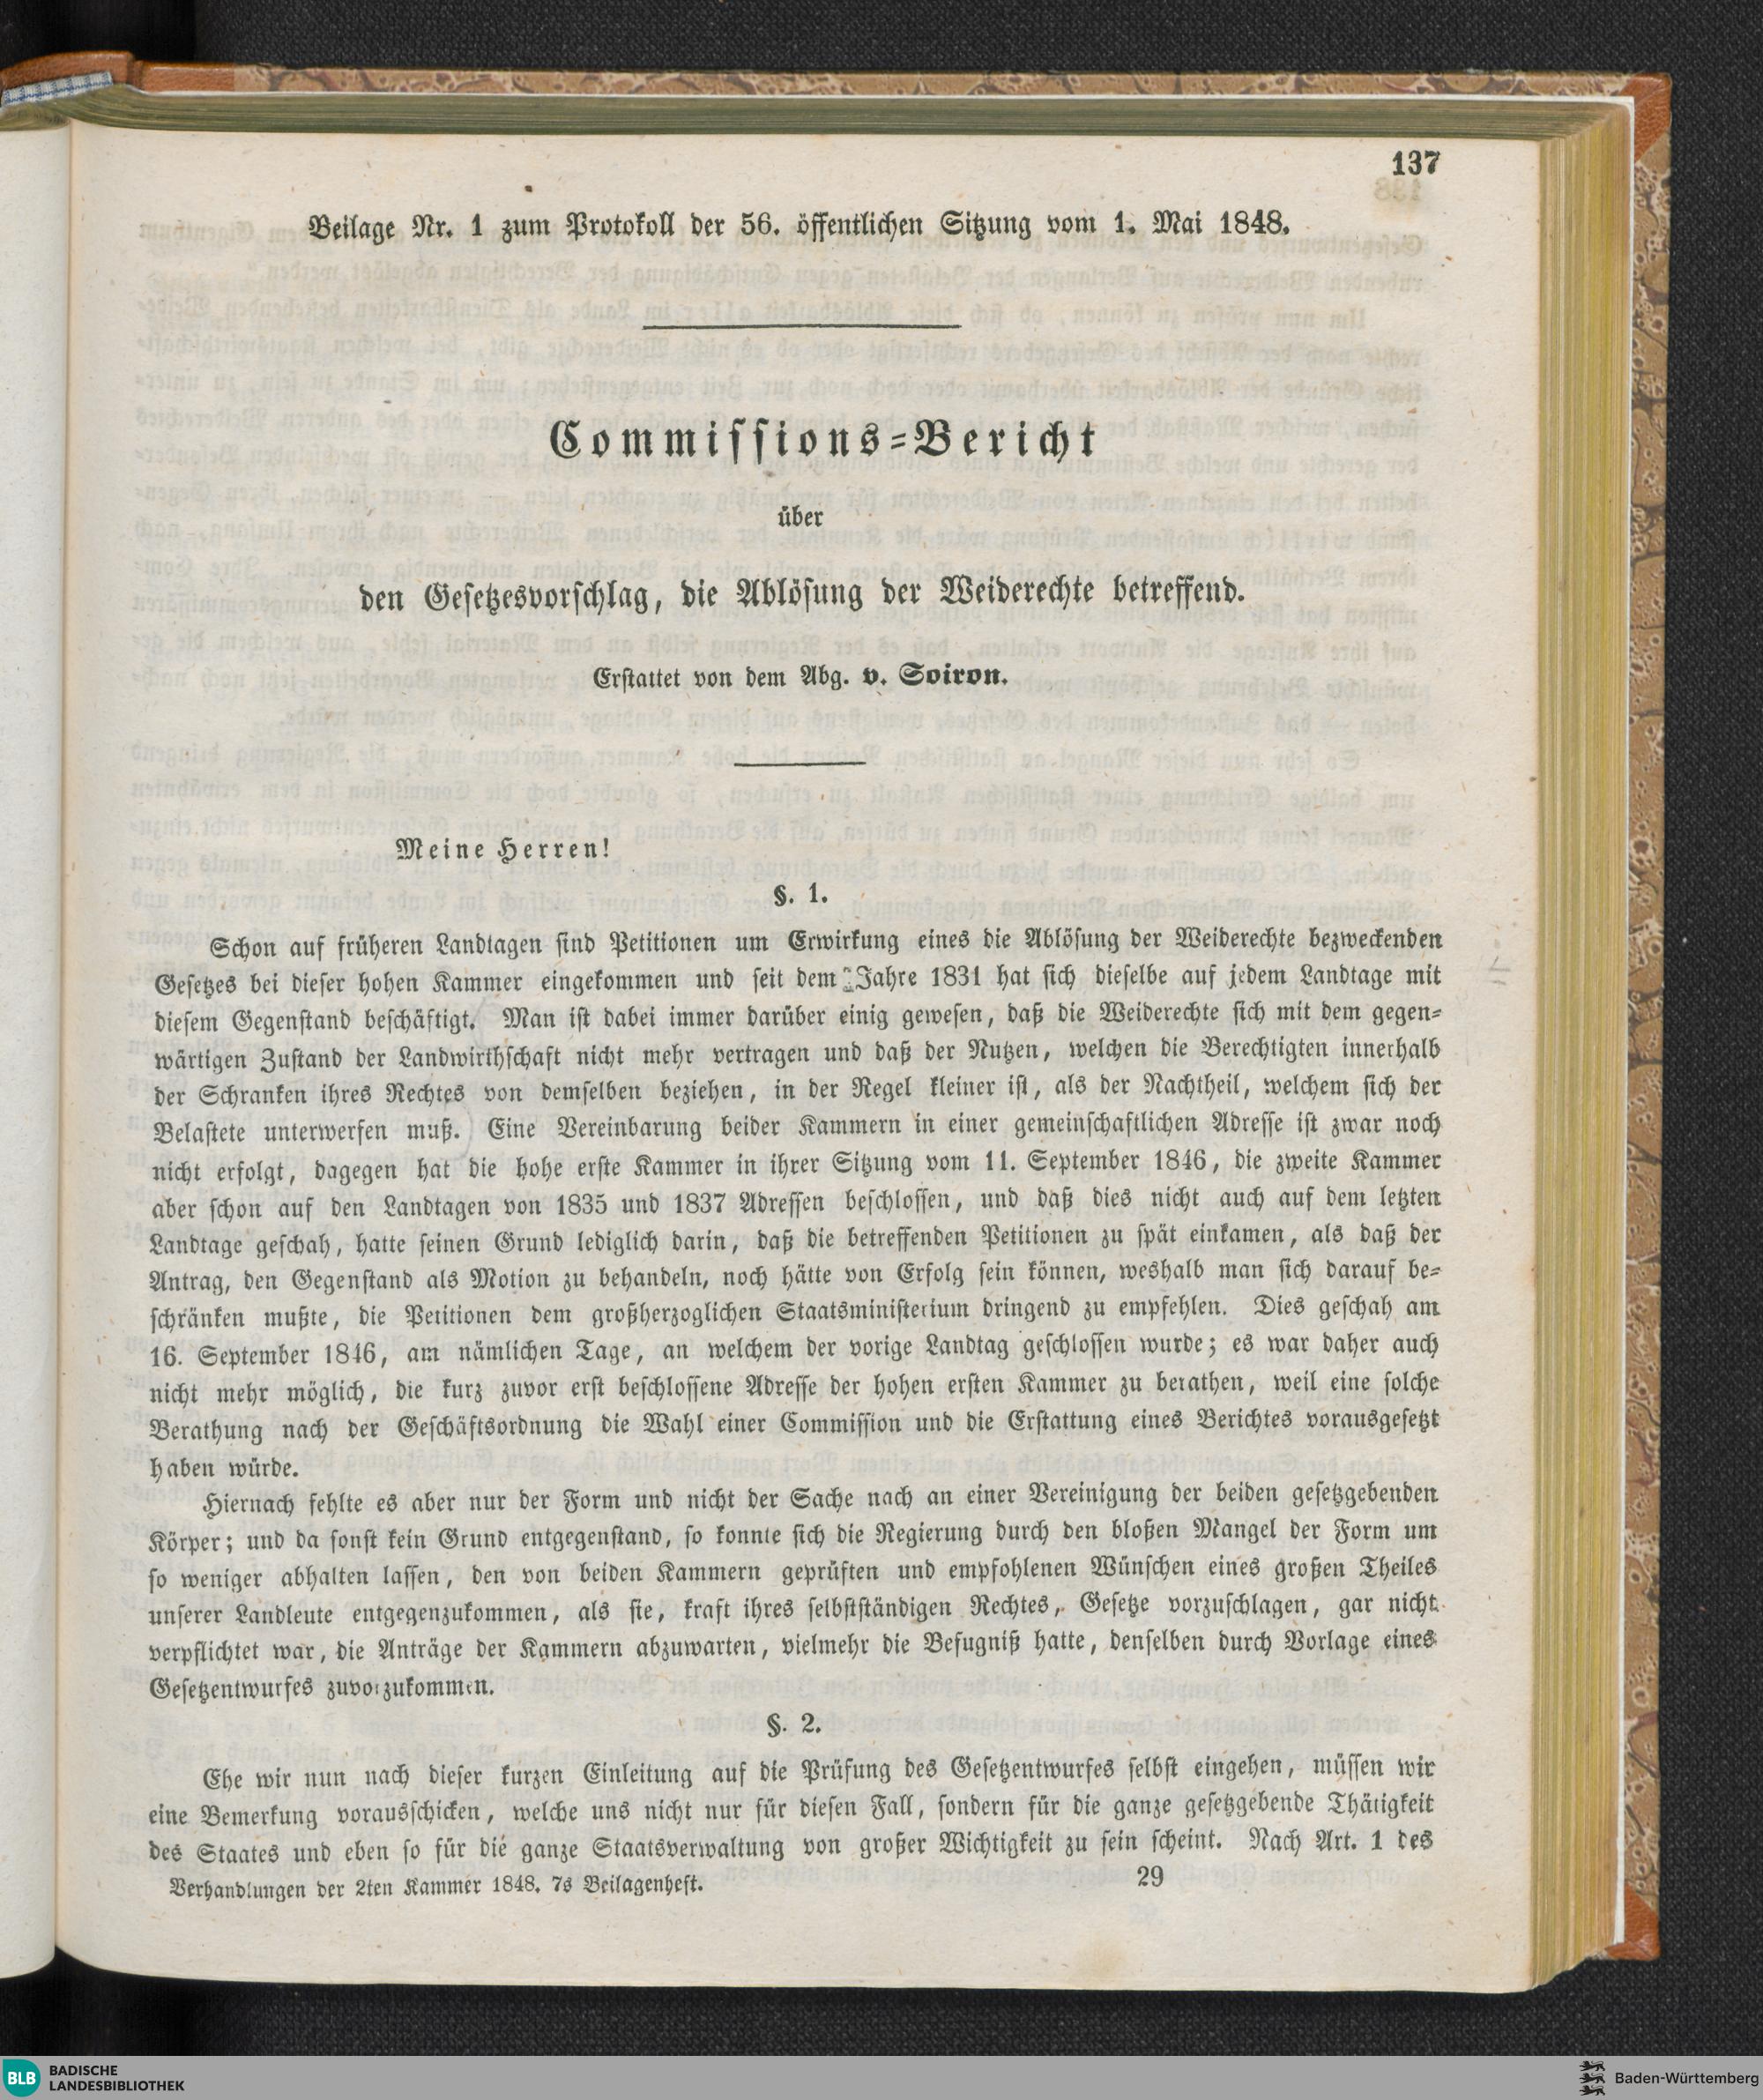 137
Beilage Nr. 1 zum Protokoll der 56. öffentlichen Sitzung vom 1. Mai 1848.
Commissions-Bericht
über
den Gesetzesvorschlag, die Ablösung der Weiderechte betreffend.
Erstattet von dem Abg. v. Soiron.
Meine Herren!
§. 1.
Schon auf früheren Landtagen sind Petitionen um Erwirkung eines die Ablösung der Weiderechte bezweckenden
Gesetzes bei dieser hohen Kammer eingekommen und seit dem Jahre 1831 hat sich dieselbe auf jedem Landtage mit
diesem Gegenstand beschäftigt. Man ist dabei immer darüber einig gewesen, daß die Weiderechte sich mit dem gegen-
wärtigen Zustand der Landwirthschaft nicht mehr vertragen und daß der Nutzen, welchen die Berechtigten innerhalb
der Schranken ihres Rechtes von demselben beziehen, in der Regel kleiner ist, als der Nachtheil, welchem sich der
Belastete unterwerfen muß. Eine Vereinbarung beider Kammern in einer gemeinschaftlichen Adresse ist zwar noch
nicht erfolgt, dagegen hat die hohe erste Kammer in ihrer Sitzung vom 11. September 1846, die zweite Kammer
aber schon auf den Landtagen von 1835 und 1837 Adressen beschlossen, und daß dies nicht auch auf dem letzten
Landtage geschah, hatte seinen Grund lediglich darin, daß die betreffenden Petitionen zu spät einkamen, als daß der
Antrag, den Gegenstand als Motion zu behandeln, noch hätte von Erfolg sein können, weshalb man sich darauf be-
schränken mußte, die Petitionen dem großherzoglichen Staatsministerium dringend zu empfehlen. Dies geschah am
16. September 1846, am nämlichen Tage, an welchem der vorige Landtag geschlossen wurde; es war daher auch
nicht mehr möglich, die kurz zuvor erst beschlossene Adresse der hohen ersten Kammer zu berathen, weil eine solche
Berathung nach der Geschäftsordnung die Wahl einer Commission und die Erstattung eines Berichtes vorausgesetzt
haben würde.
Hiernach fehlte es aber nur der Form und nicht der Sache nach an einer Vereinigung der beiden gesetzgebenden
Körper; und da sonst kein Grund entgegenstand, so konnte sich die Regierung durch den bloßen Mangel der Form um
so weniger abhalten lassen, den von beiden Kammern geprüften und empfohlenen Wünschen eines großen Theiles
unserer Landleute entgegenzukommen, als sie, kraft ihres selbstständigen Rechtes, Gesetze vorzuschlagen, gar nicht
verpflichtet war, die Anträge der Kammern abzuwarten, vielmehr die Befugniß hatte, denselben durch Vorlage eines
Gesetzentwurfes zuvorzukommen.
§. 2.
Ehe wir nun nach dieser kurzen Einleitung auf die Prüfung des Gesetzentwurfes selbst eingehen, müssen wir
eine Bemerkung vorausschicken, welche uns nicht nur für diesen Fall, sondern für die ganze gesetzgebende Thätigkeit
des Staates und eben so für die ganze Staatsverwaltung von großer Wichtigkeit zu sein scheint. Nach Art. 1 des
Verhandlungen der 2ten Kammer 1848. 7s Beilagenheft. 29
BLB BADISCHE
LANDESBIBLIOTHEK
Baden-Württemberg